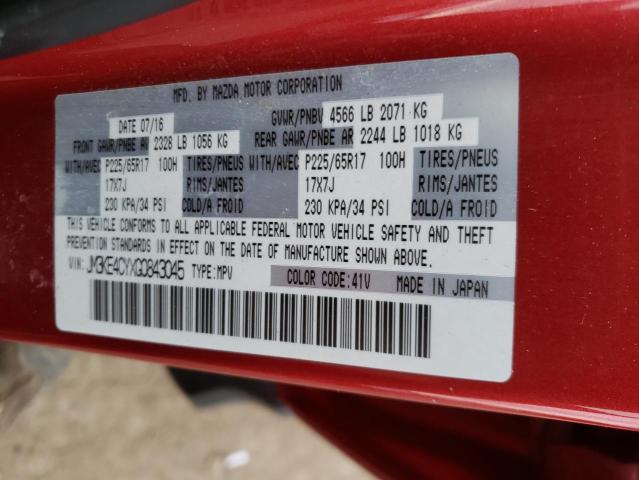 MFD. BY MAZDA MOTOR CORPORATION
DATE 07/16 GVWR/PNBV 4566 LB 2071 KG
FRONT GAWR/PNBE AV 2328 LB 1056 KG REAR GAWR/PNBE AR 2244 LB 1018 KG
WITH/AVEC P225/65R17 100H TIRES/PNEUS WITH/AVEC P225/65R17 100H TIRES/PNEUS
17X7J RIMS/JANTES 17X7J RIMS/JANTES
230 KPA/34 PSI COLD/A FROID 230 KPA/34 PSI COLD/A FROID
THIS VEHICLE CONFORMS TO ALL APPLICABLE FEDERAL MOTOR VEHICLE SAFETY AND THEFT
PREVENTION STANDARDS IN EFFECT ON THE DATE OF MANUFACTURE SHOWN ABOVE.
VIN: JM3KE4CYXG0843045 TYPE:MPV COLOR CODE:41V MADE IN JAPAN